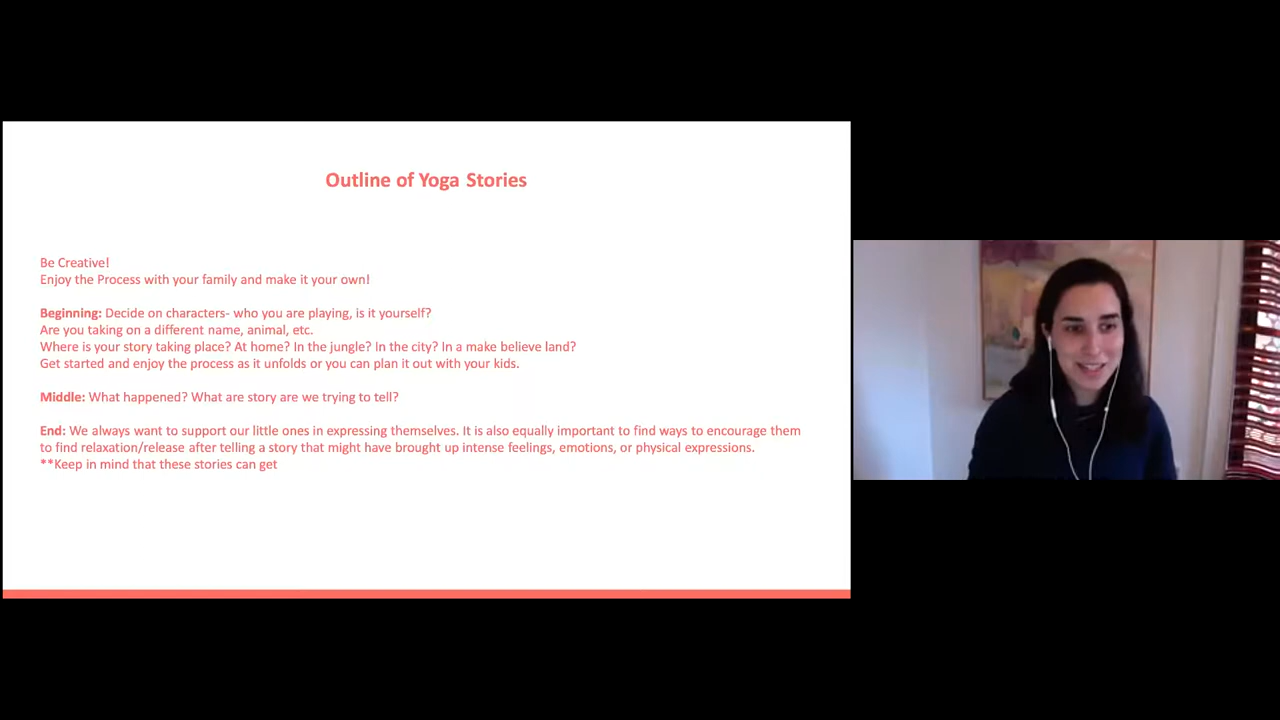 Outline of Yoga Stories
Be Creative!
Enjoy the Process with your family and make it your own!
Beginning: Decide on characters- who you are playing, is it yourself?
Are you taking on a different name, animal, etc.
Where is your story taking place? At home? In the jungle? In the city? In a make believe land?
Get started and enjoy the process as it unfolds or you can plan it out with your kids.
Middle: What happened? What are story are we trying to tell?
End: We always want to support our little ones in expressing themselves. It is also equally important to find ways to encourage them
to find relaxation/release after telling a story that might have brought up intense feelings, emotions, or physical expressions.
**Keep in mind that these stories can get